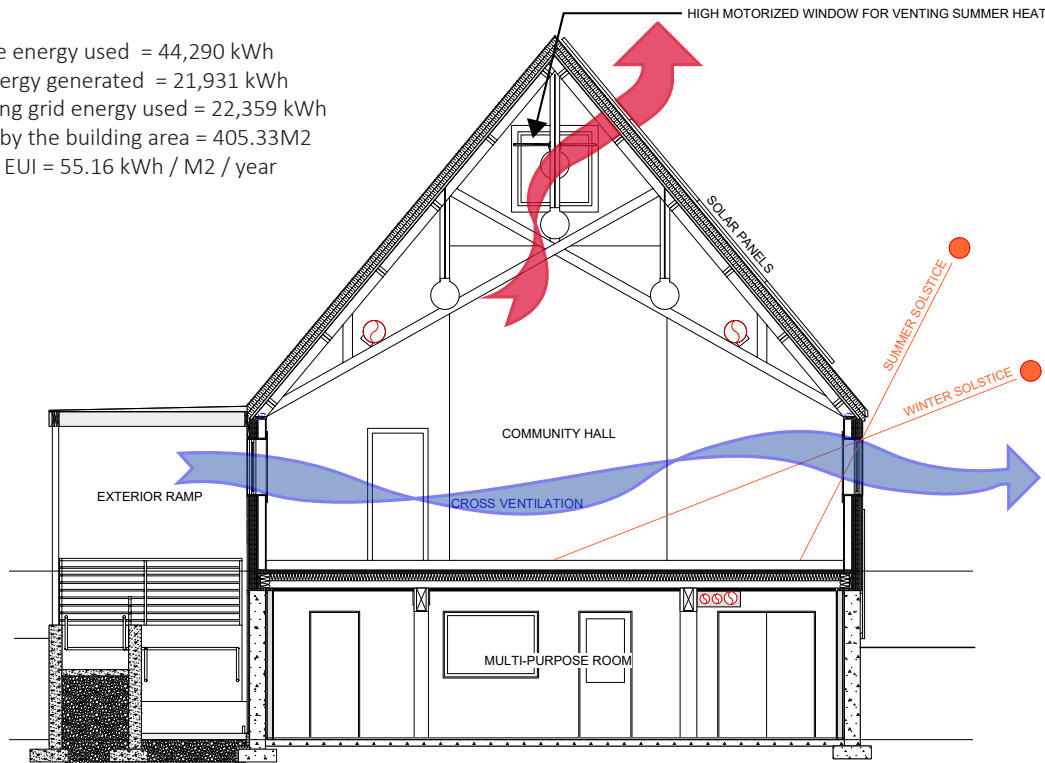 HIGH MOTORIZED WINDOW FOR VENTING SUMMER HEAT
e energy used = 44,290 kWh
ergy generated = 21,931 kWh
ng grid energy used = 22,359 kWh
by the building area = 405.33M2
EUI = 55.16 kWh / M2 / year
SOLAR PANELS
SUMMER SOLSTICE
WINTER SOLSTICE
COMMUNITY HALL
EXTERIOR RAMP
CROSS VENTILATION
MULTI-PURPOSE ROOM